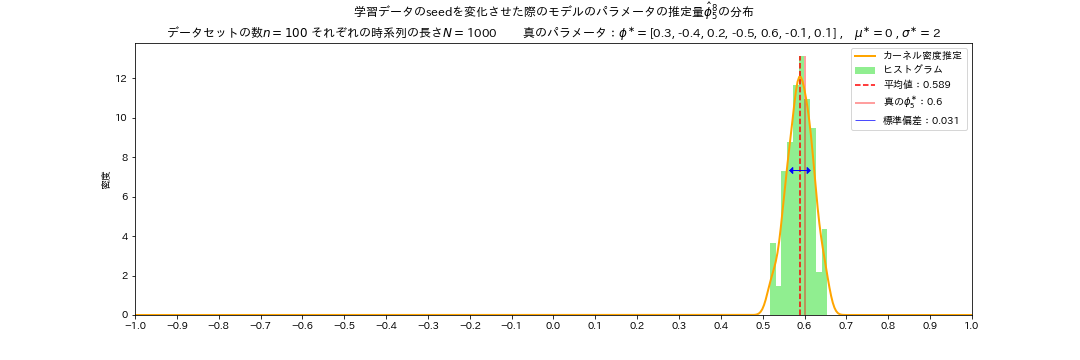 学習データのseedを変化させた際のモデルのパラメータの推定量$\hat{\phi}_5^8$の分布
データセットの数n = 100 それぞれの時系列の長さN = 1000 真のパラメータ：ϕ* = [0.3, -0.4, 0.2, -0.5, 0.6, -0.1, 0.1] , μ* = 0 , σ* = 2
カーネル密度推定
ヒストグラム
平均値：0.589
真のϕ₅*：0.6
標準偏差：0.031
密度
12
10
8
6
4
2
0
−1.0 −0.9 −0.8 −0.7 −0.6 −0.5 −0.4 −0.3 −0.2 −0.1 0.0 0.1 0.2 0.3 0.4 0.5 0.6 0.7 0.8 0.9 1.0